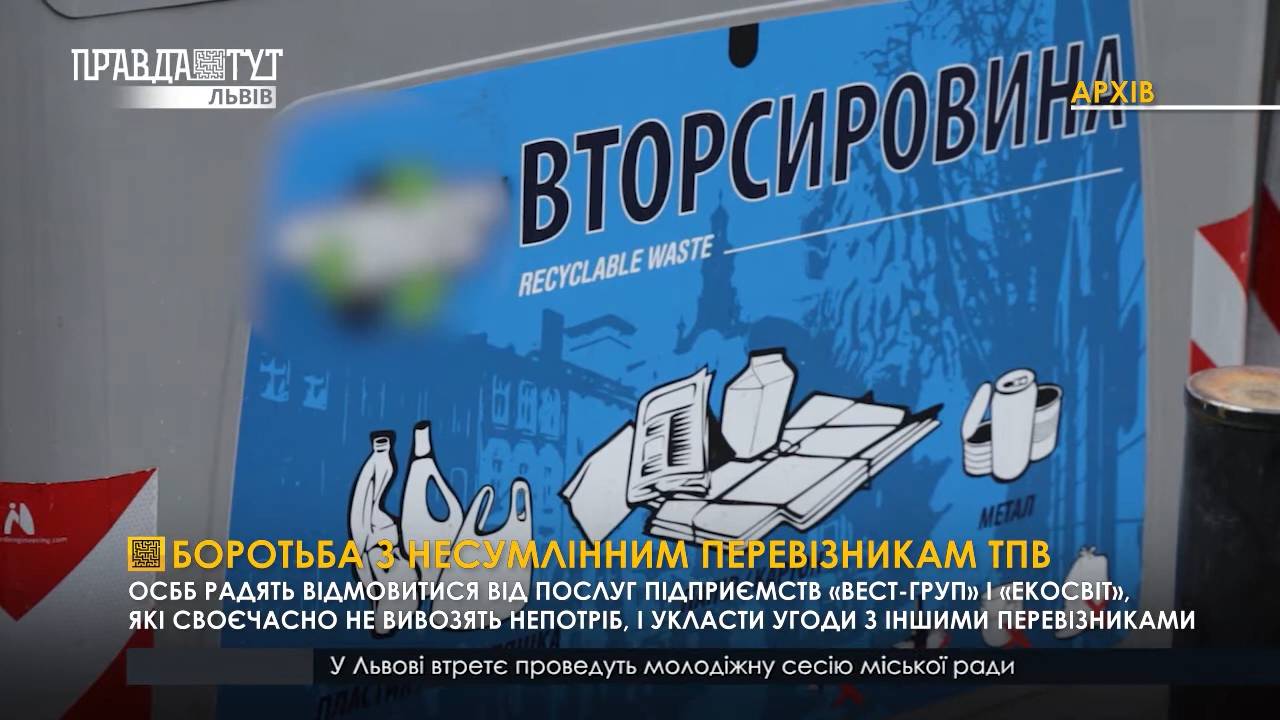 ПРАВДА ТУТ
ЛЬВІВ
АРХІВ
ВТОРСИРОВИНА
RECYCLABLE WASTE
МЕТАЛ
БОРОТЬБА З НЕСУМЛІННИМ ПЕРЕВІЗНИКАМ ТПВ
ОСББ РАДЯТЬ ВІДМОВИТИСЯ ВІД ПОСЛУГ ПІДПРИЄМСТВ «ВЕСТ-ГРУП» І «ЕКОСВІТ»,
ЯКІ СВОЄЧАСНО НЕ ВИВОЗЯТЬ НЕПОТРІБ, І УКЛАСТИ УГОДИ З ІНШИМИ ПЕРЕВІЗНИКАМИ
У Львові втретє проведуть молодіжну сесію міської ради